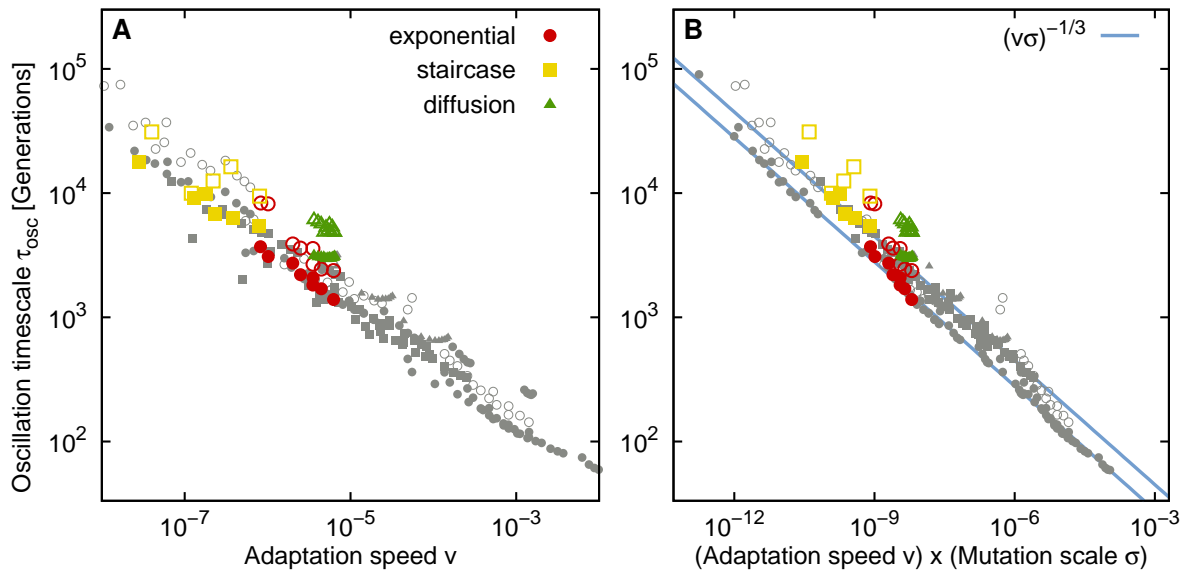 A
exponential
staircase
diffusion
Oscillation timescale τosc [Generations]
10^5
10^4
10^3
10^2
10^−7
10^−5
10^−3
Adaptation speed v
B
(vσ)^−1/3
10^5
10^4
10^3
10^2
10^−12
10^−9
10^−6
10^−3
(Adaptation speed v) x (Mutation scale σ)